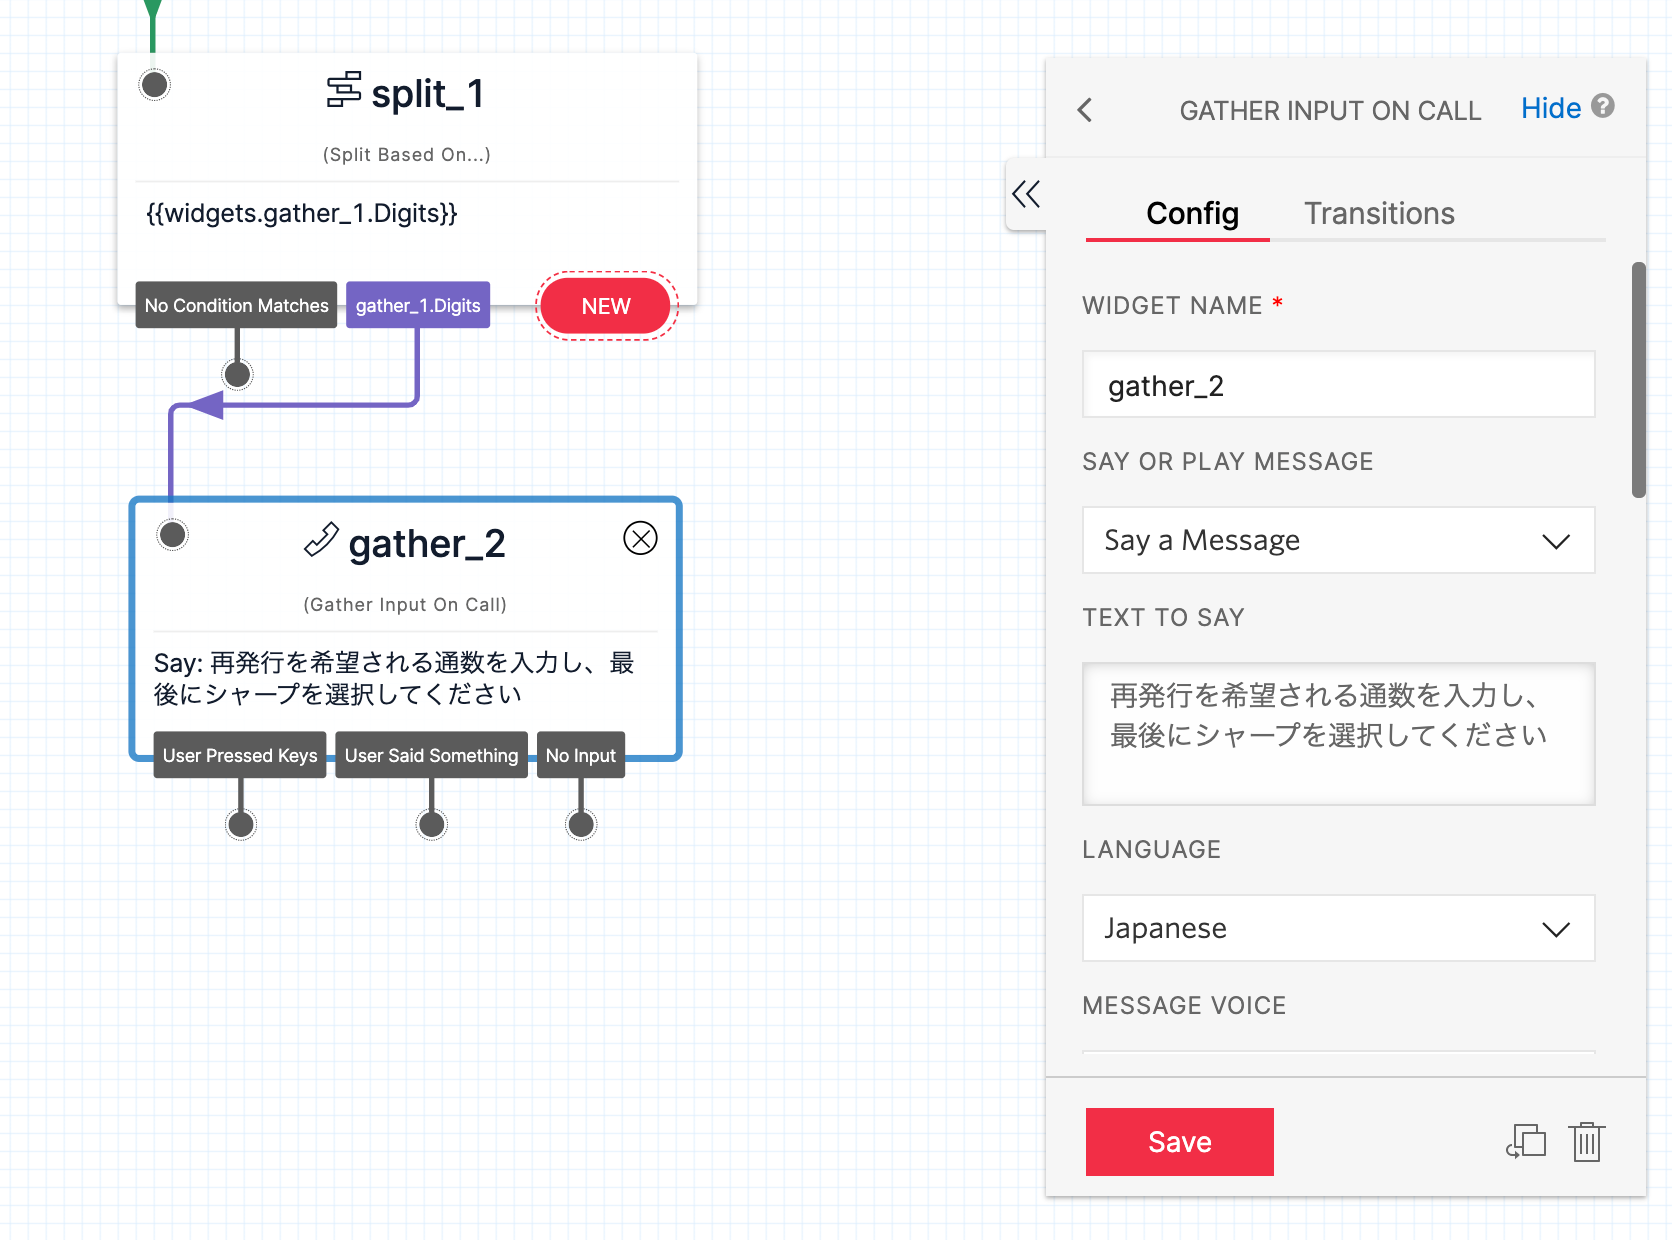 split_1
(Split Based On...)
{{widgets.gather_1.Digits}}
No Condition Matches
gather_1.Digits
NEW
gather_2
(Gather Input On Call)
Say: 再発行を希望される通数を入力し、最
後にシャープを選択してください
User Pressed Keys
User Said Something
No Input
GATHER INPUT ON CALL
Hide
?
Config
Transitions
WIDGET NAME *
gather_2
SAY OR PLAY MESSAGE
Say a Message
TEXT TO SAY
再発行を希望される通数を入力し、
最後にシャープを選択してください
LANGUAGE
Japanese
MESSAGE VOICE
Save